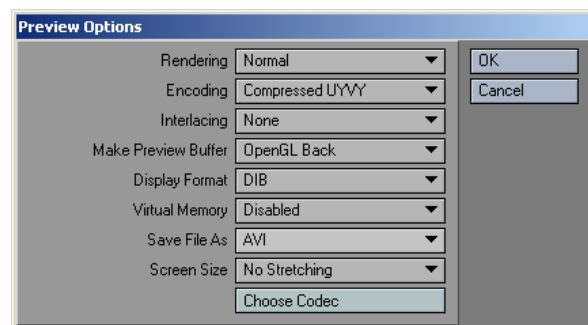 Preview Options
Rendering Normal OK
Encoding Compressed UYVY Cancel
Interlacing None
Make Preview Buffer OpenGL Back
Display Format DIB
Virtual Memory Disabled
Save File As AVI
Screen Size No Stretching
Choose Codec